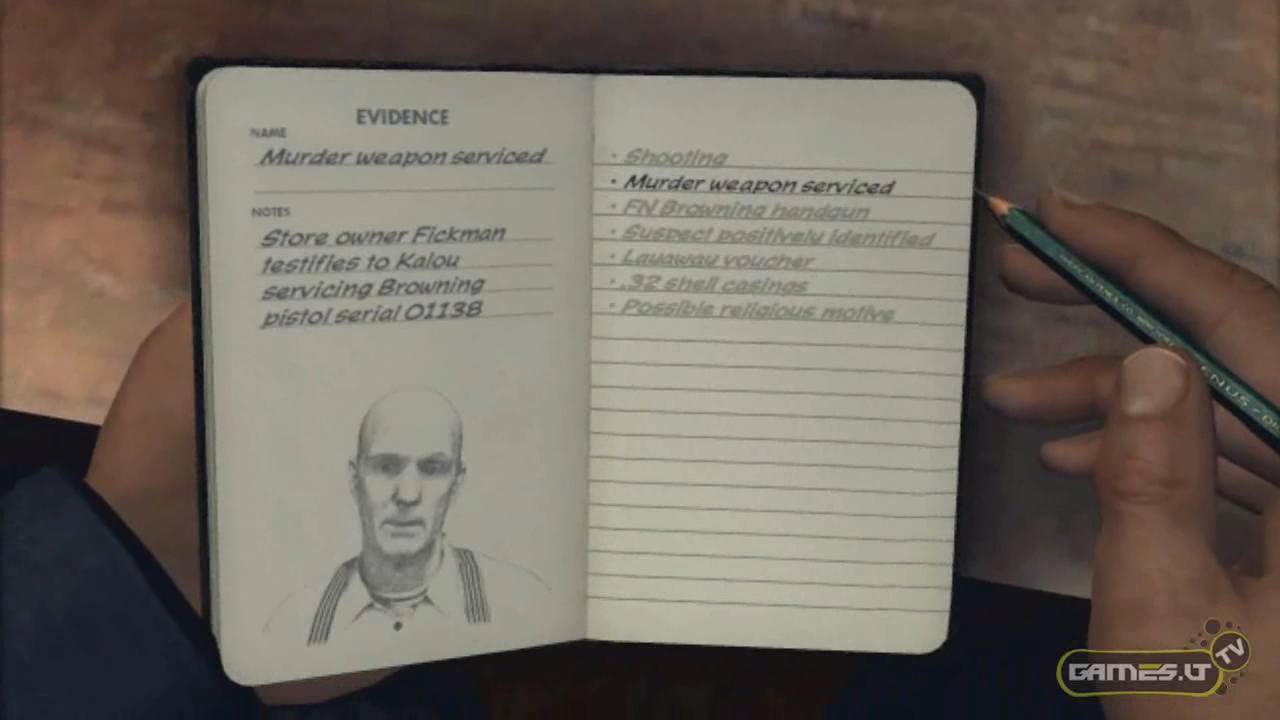 EVIDENCE
NAME
Murder weapon serviced
NOTES
Store owner Fickman
testifies to Kalou
servicing Browning
pistol serial 01138
· Shooting
· Murder weapon serviced
· FN Browning handgun
· Suspect positively identified
· Layaway voucher
· .32 shell casings
· Possible religious motive
GAMES.LT TV